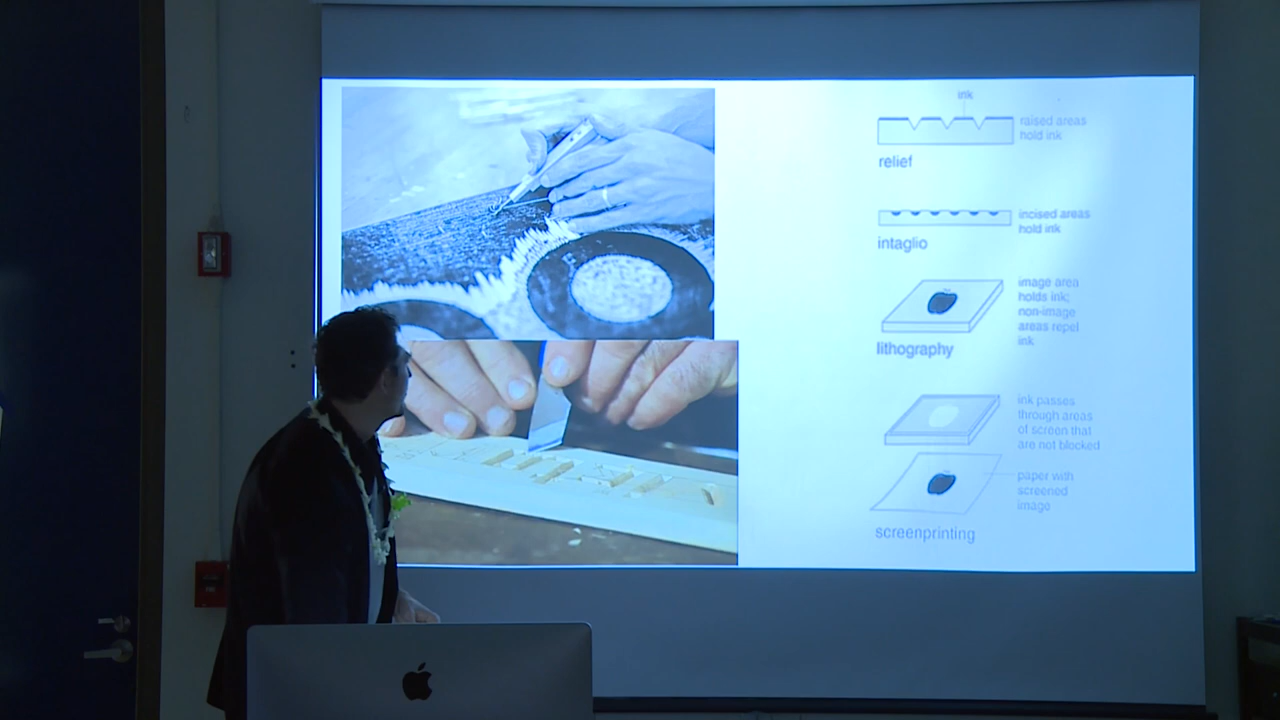 ink
raised areas
hold ink
relief
incised areas
hold ink
intaglio
image area
holds ink;
non-image
areas repel
ink
lithography
ink passes
through areas
of screen that
are not blocked
paper with
screened
image
screenprinting